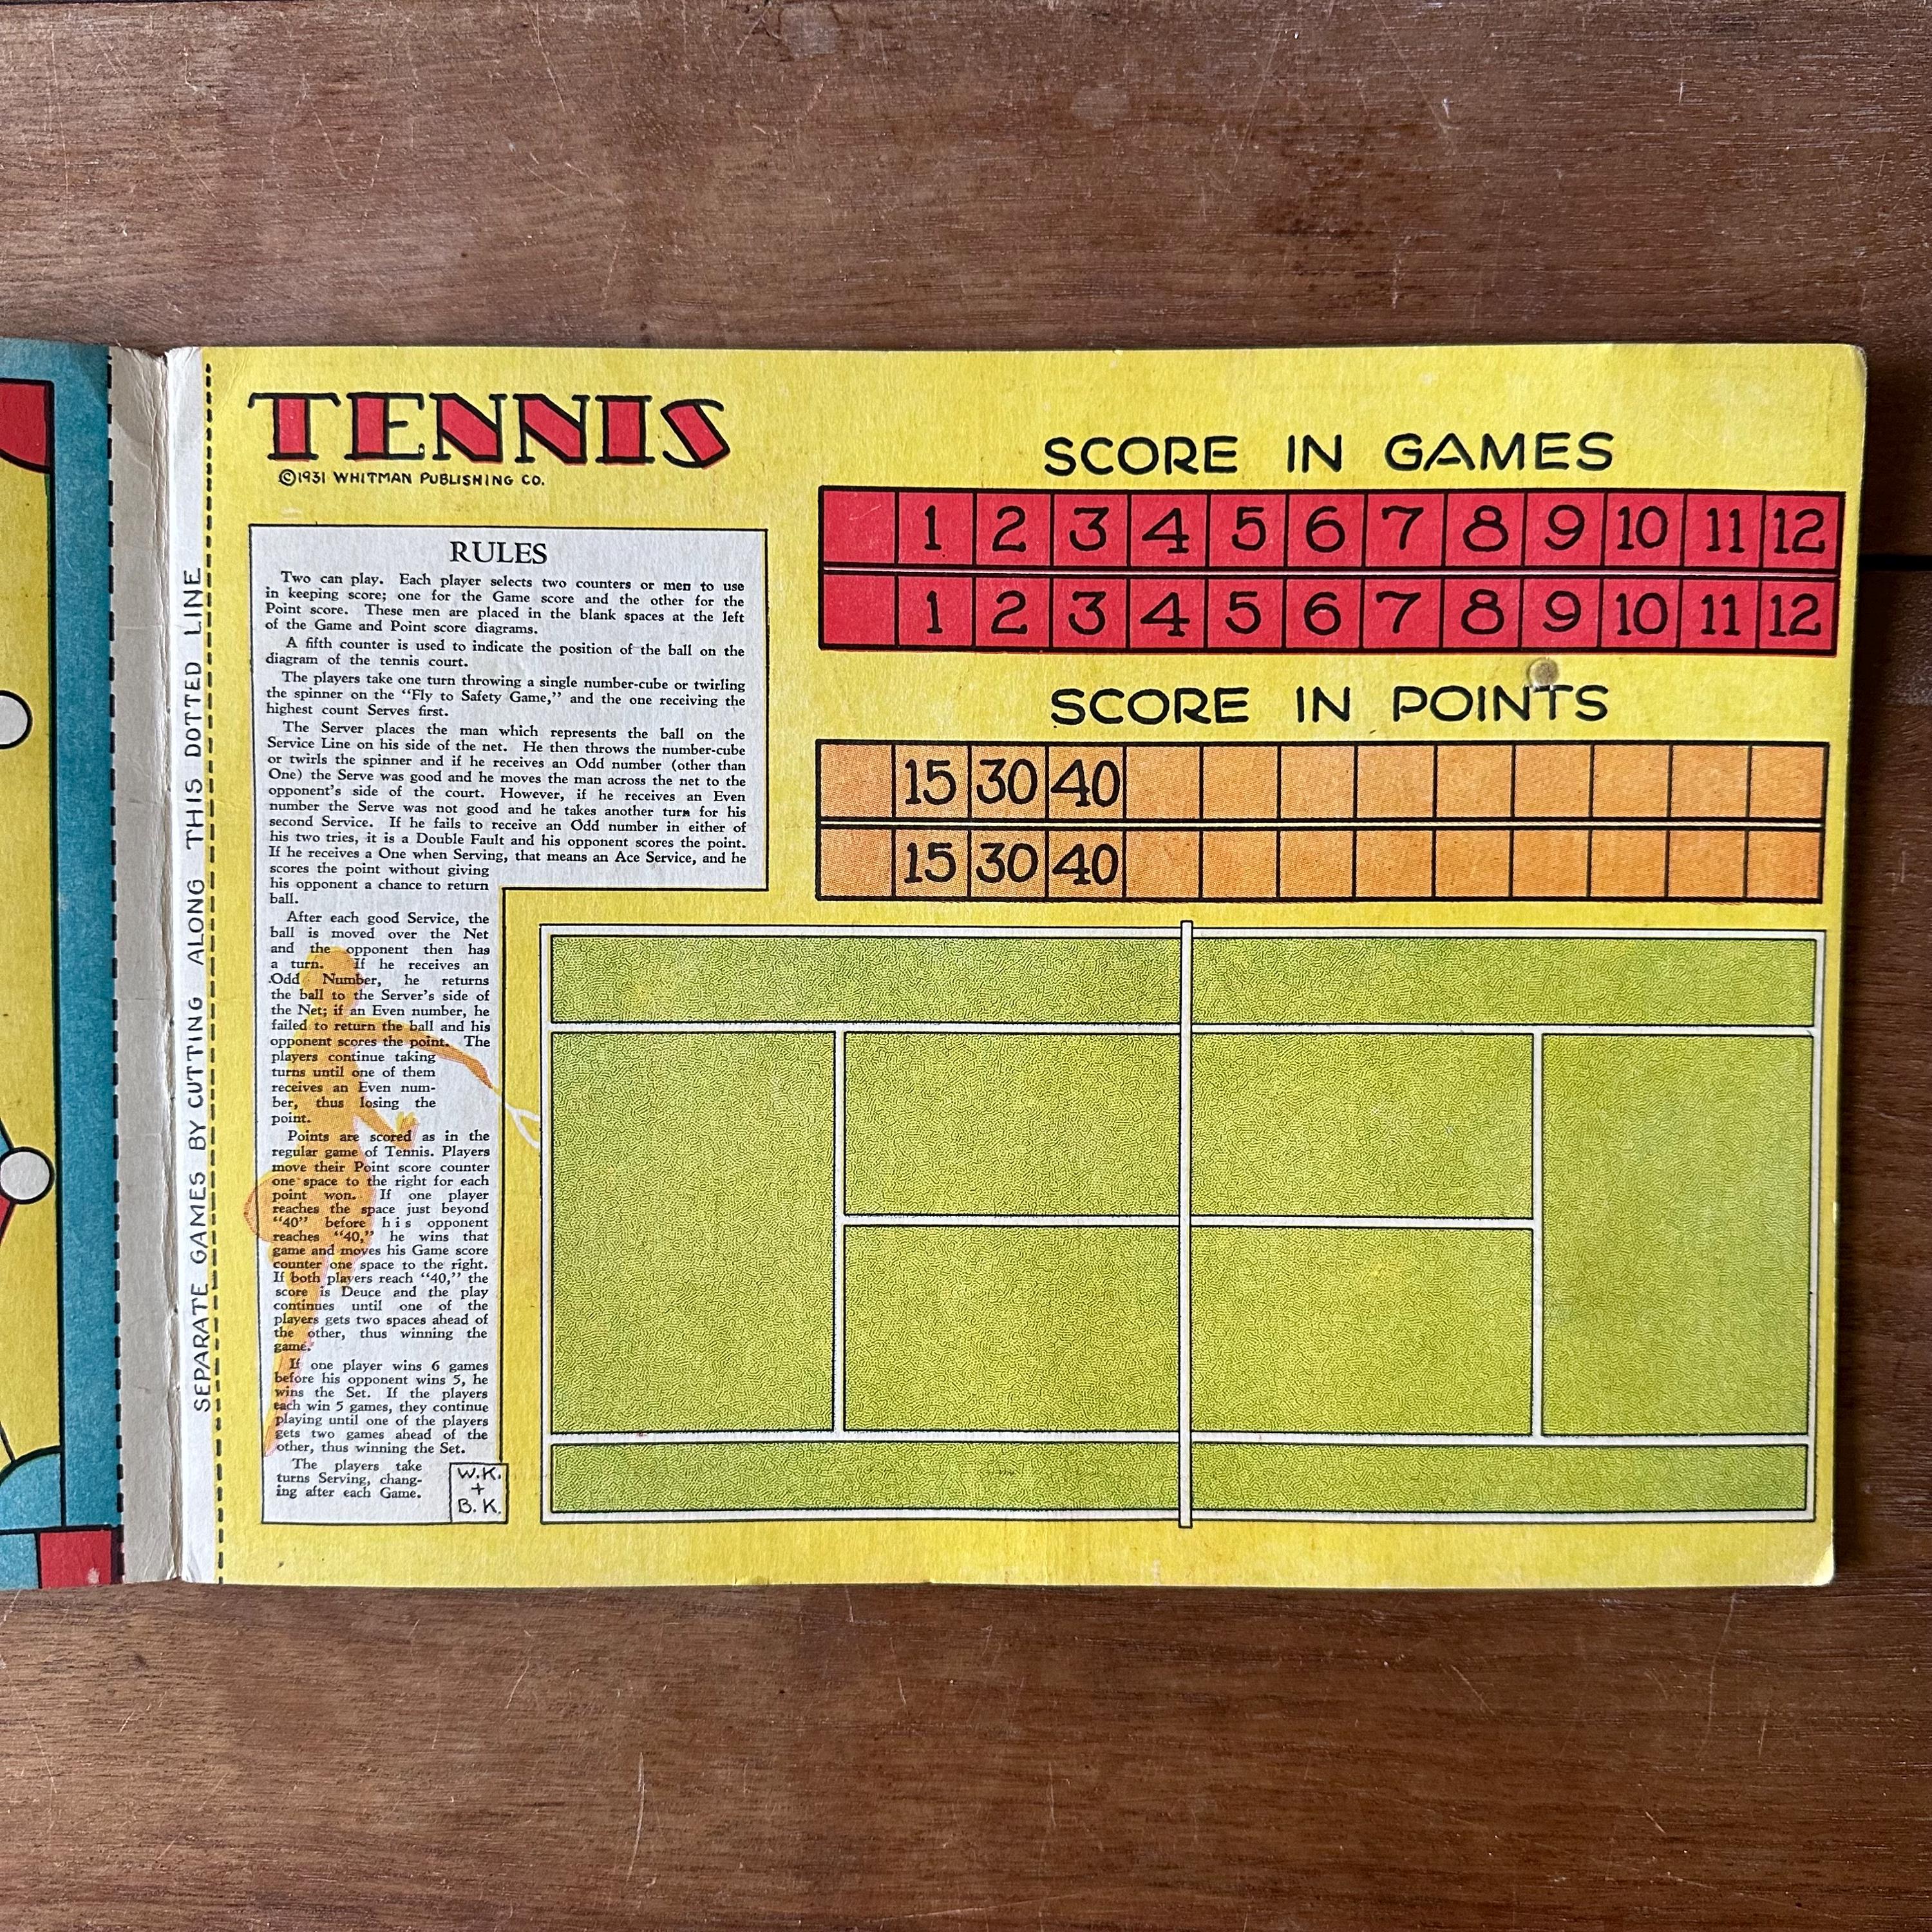 TENNIS
©1931 WHITMAN PUBLISHING CO.
SEPARATE GAMES BY CUTTING ALONG THIS DOTTED LINE
RULES
Two can play. Each player selects two counters or men to use
in keeping score; one for the Game score and the other for the
Point score. These men are placed in the blank spaces at the left
of the Game and Point score diagrams.
A fifth counter is used to indicate the position of the ball on the
diagram of the tennis court.
The players take one turn throwing a single number-cube or twirling
the spinner on the "Fly to Safety Game," and the one receiving the
highest count Serves first.
The Server places the man which represents the ball on the
Service Line on his side of the net. He then throws the number-cube
or twirls the spinner and if he receives an Odd number (other than
One) the Serve was good and he moves the man across the net to the
opponent's side of the court. However, if he receives an Even
number the Serve was not good and he takes another turn for his
second Service. If he fails to receive an Odd number in either of
his two tries, it is a Double Fault and his opponent scores the point.
If he receives a One when Serving, that means an Ace Service, and he
scores the point without giving
his opponent a chance to return
ball.
After each good Service, the
ball is moved over the Net
and the opponent then has
a turn. If he receives an
Odd Number, he returns
the ball to the Server's side of
the Net; if an Even number, he
failed to return the ball and his
opponent scores the point. The
players continue taking
turns until one of them
receives an Even num-
ber, thus losing the
point.
Points are scored as in the
regular game of Tennis. Players
move their Point score counter
one space to the right for each
point won. If one player
reaches the space just beyond
"40" before his opponent
reaches "40," he wins that
game and moves his Game score
counter one space to the right.
If both players reach "40," the
score is Deuce and the play
continues until one of the
players gets two spaces ahead of
the other, thus winning the
game.
If one player wins 6 games
before his opponent wins 5, he
wins the Set. If the players
each win 5 games, they continue
playing until one of the players
gets two games ahead of the
other, thus winning the Set.
The players take
turns Serving, chang-
ing after each Game.
W.K.
+
B.K.
SCORE IN GAMES
1 2 3 4 5 6 7 8 9 10 11 12
1 2 3 4 5 6 7 8 9 10 11 12
SCORE IN POINTS
15 30 40
15 30 40